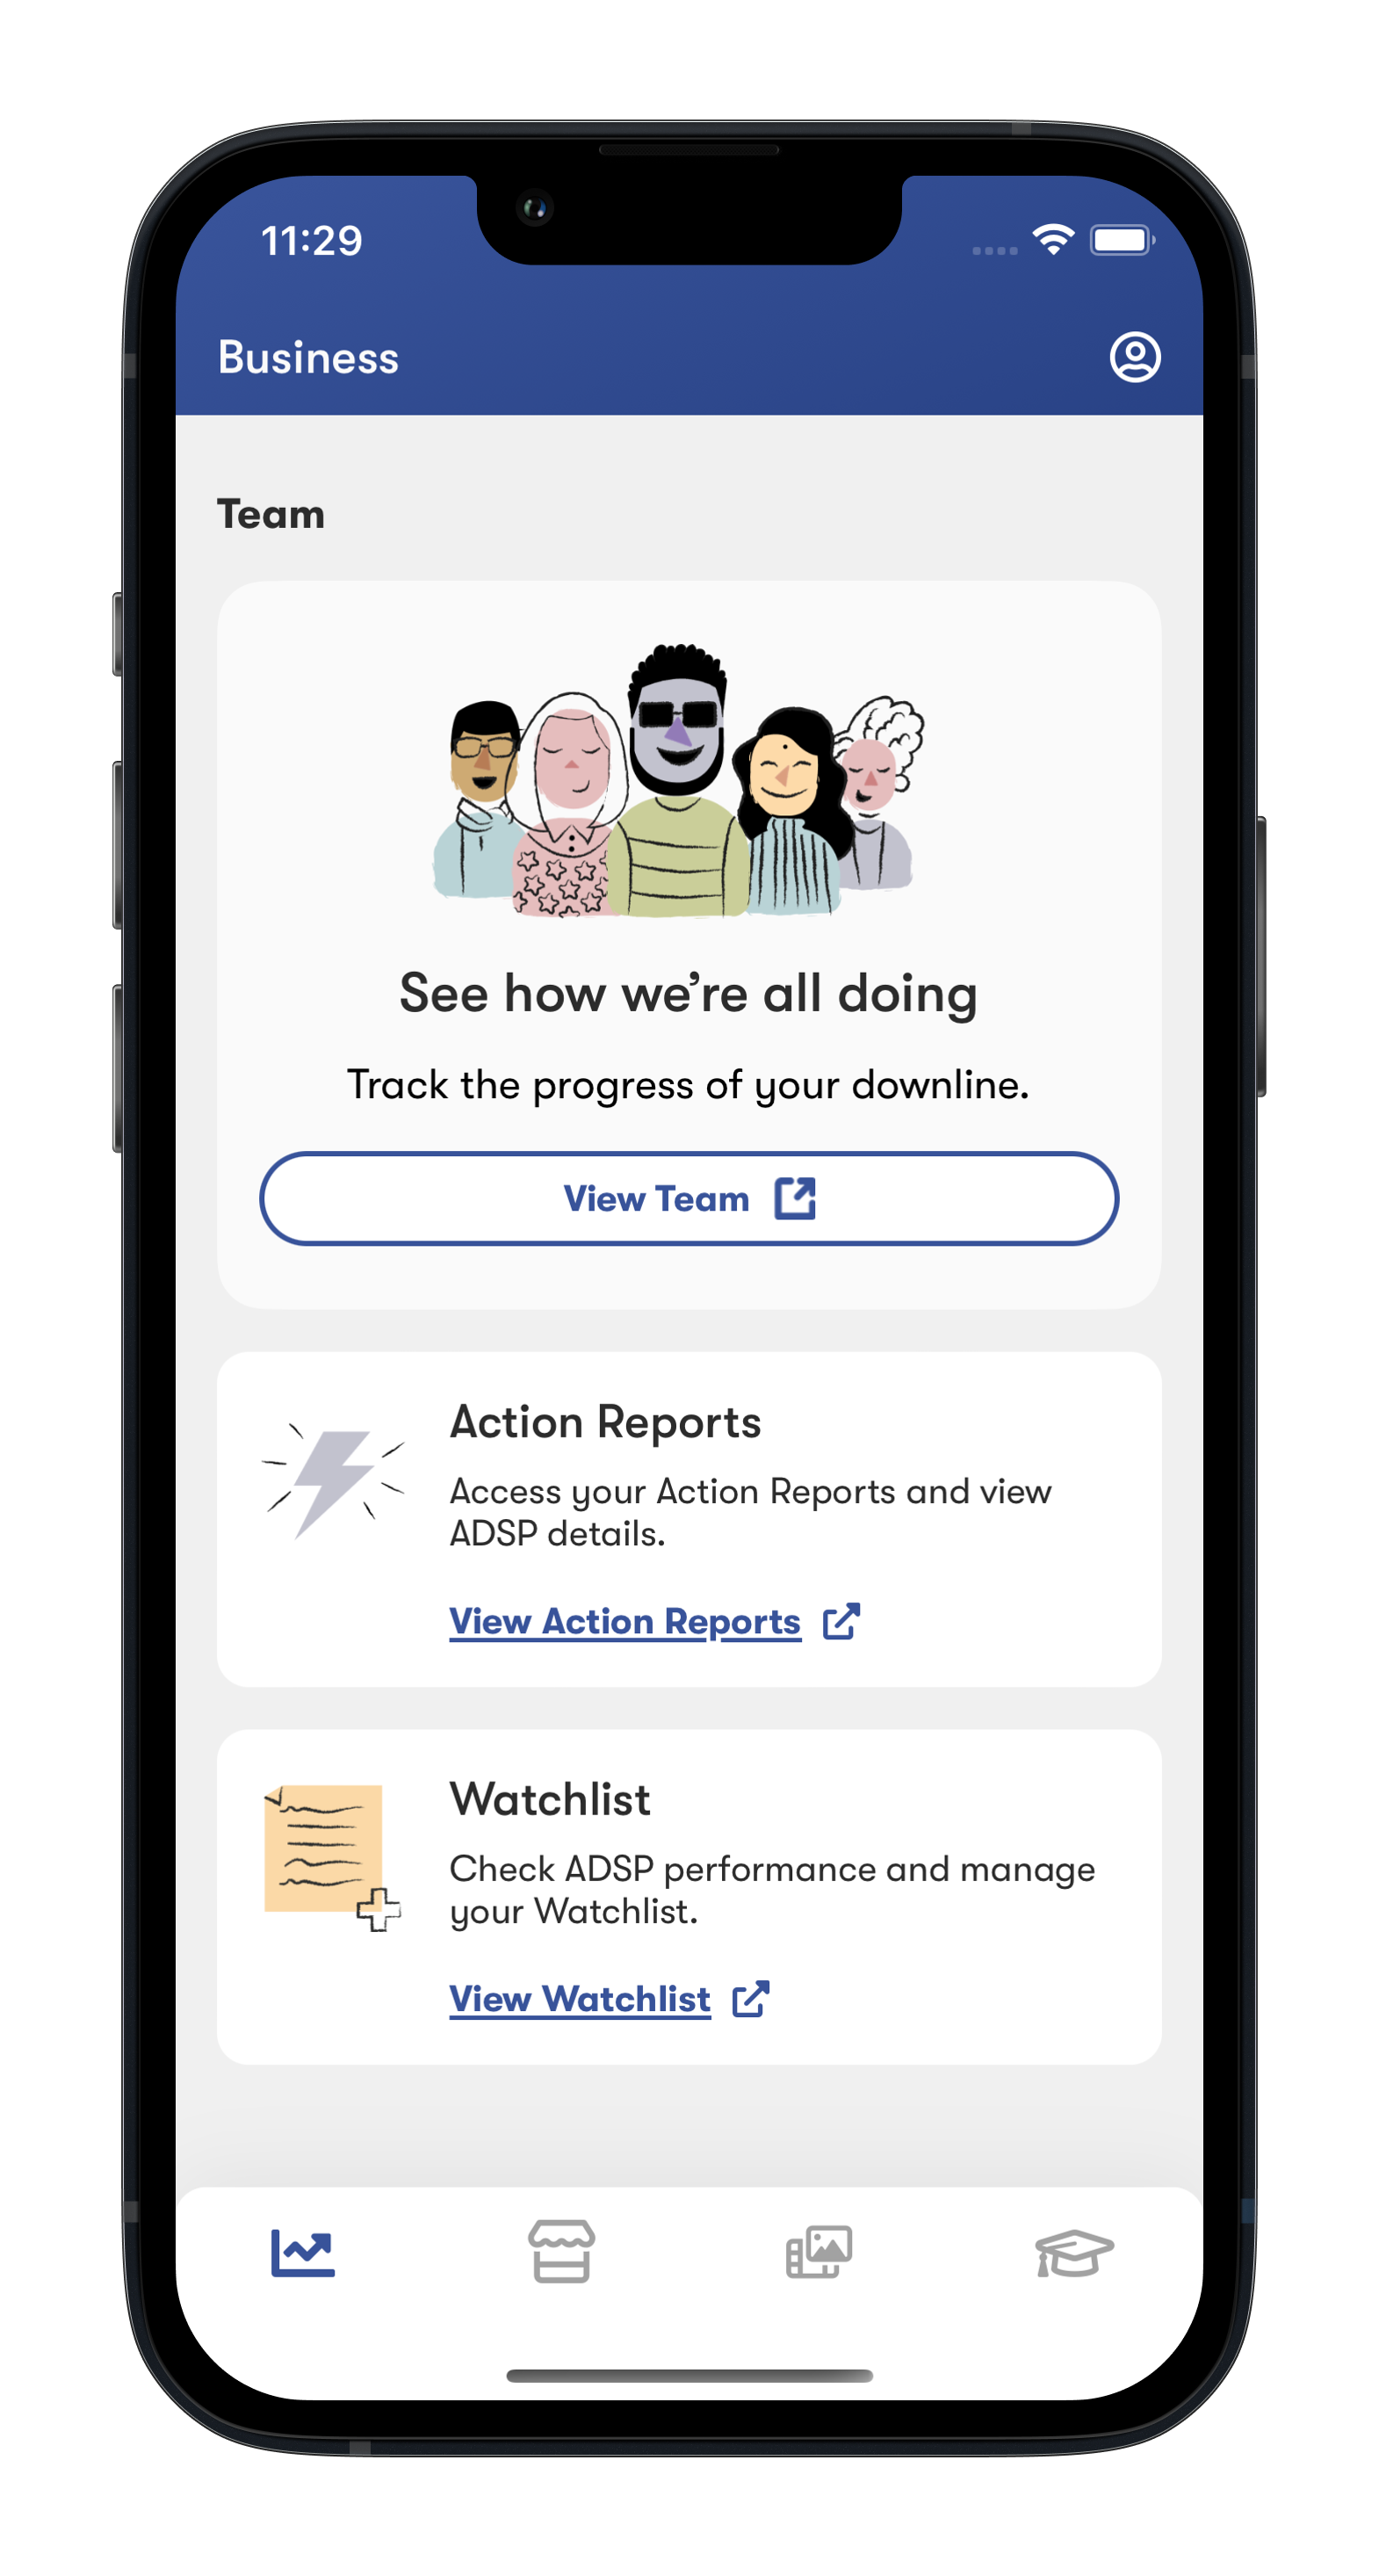 11:29
Business
Team
See how we’re all doing
Track the progress of your downline.
View Team
Action Reports
Access your Action Reports and view
ADSP details.
View Action Reports
Watchlist
Check ADSP performance and manage
your Watchlist.
View Watchlist